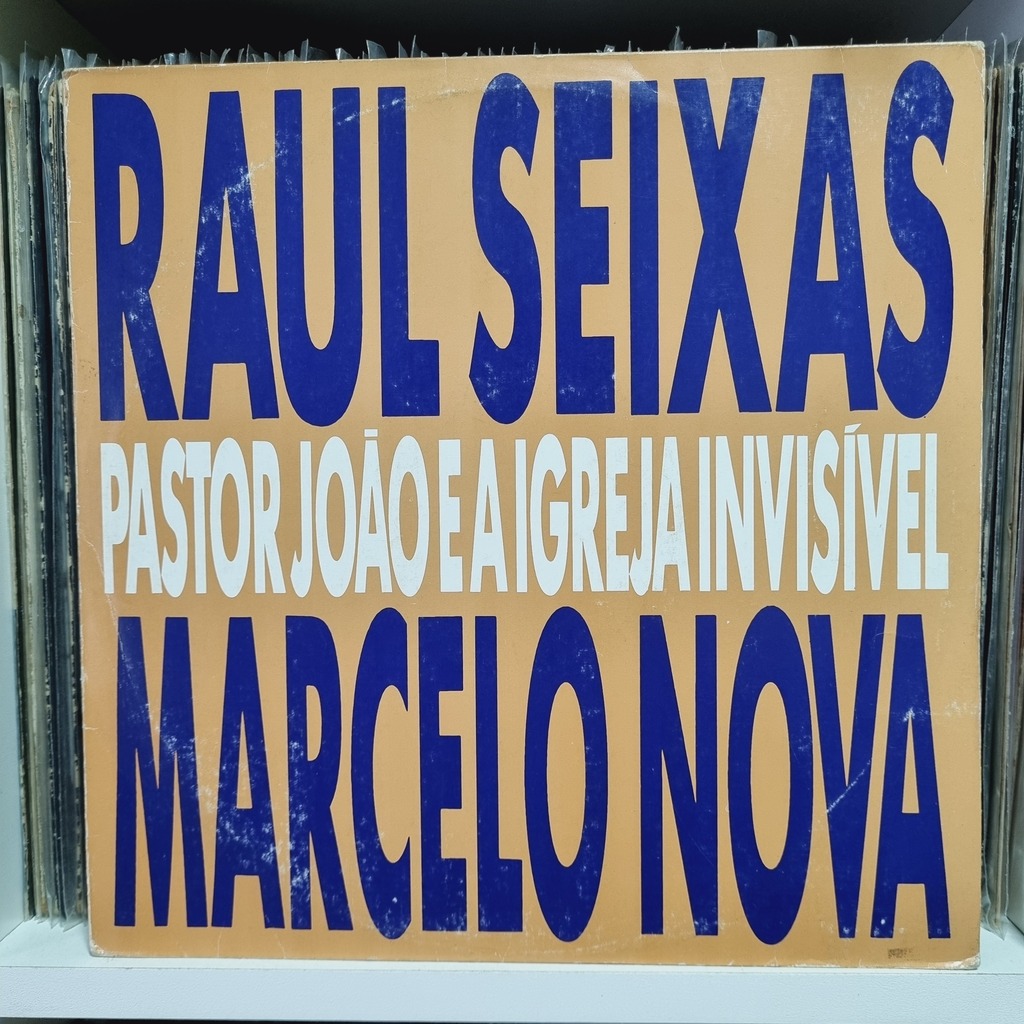 RAUL SEIXAS
PASTOR JOÃO E A IGREJA INVISÍVEL
MARCELO NOVA